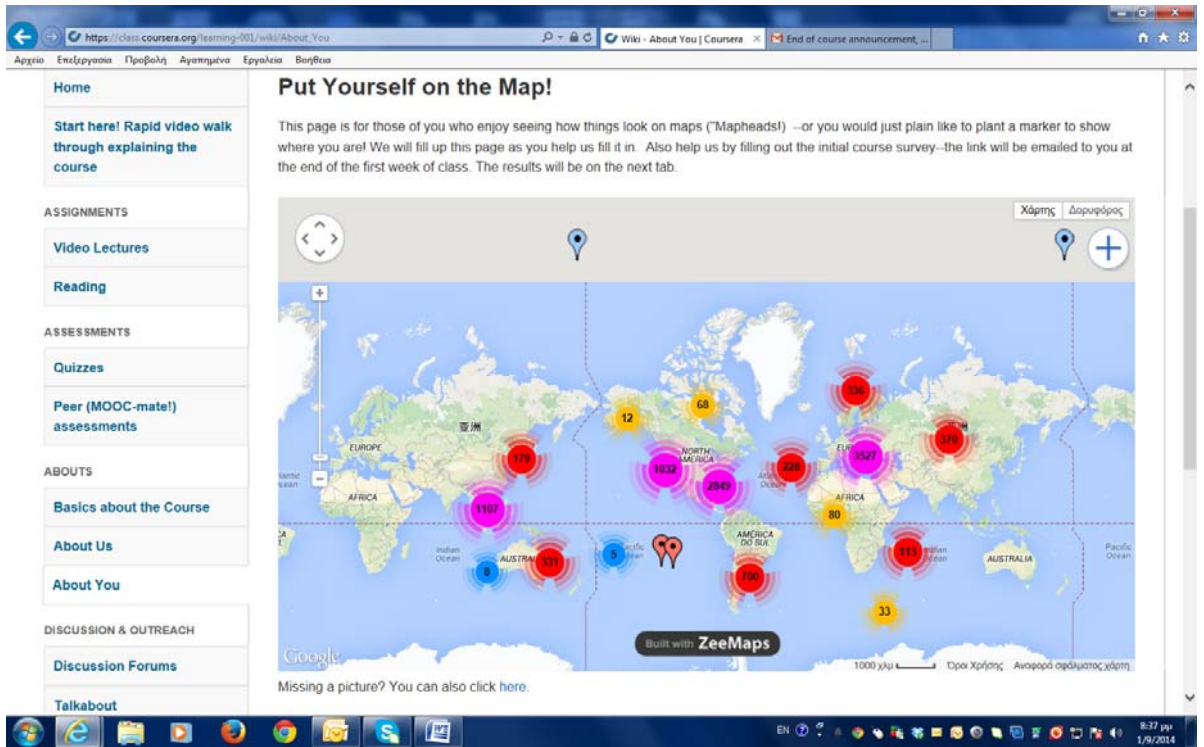 https://class.coursera.org/learning-001/wiki/About_You
Wiki - About You | Coursera
End of course announcement, ...
Αρχείο Επεξεργασία Προβολή Αγαπημένα Εργαλεία Βοήθεια
Home
Start here! Rapid video walk
through explaining the
course
ASSIGNMENTS
Video Lectures
Reading
ASSESSMENTS
Quizzes
Peer (MOOC-mate!)
assessments
ABOUTS
Basics about the Course
About Us
About You
DISCUSSION & OUTREACH
Discussion Forums
Talkabout
Put Yourself on the Map!
This page is for those of you who enjoy seeing how things look on maps ("Mapheads!) --or you would just plain like to plant a marker to show
where you are! We will fill up this page as you help us fill it in. Also help us by filling out the initial course survey--the link will be emailed to you at
the end of the first week of class. The results will be on the next tab.
Χάρτης Δορυφόρος
336
68
12
亚洲
370
EUROPE
NORTH
AMERICA
3527
179
1032
228
2849
AFRICA
AFRICA
1107
80
AMÉRICA
DO SUL
Indian
Ocean
5
113
Pacific
Ocean
AUSTRALIA
8
331
700
33
Built with ZeeMaps
Google
1000 χλμ Όροι Χρήσης Αναφορά σφάλματος χάρτη
Missing a picture? You can also click here.
EN
8:37 μμ
1/9/2014